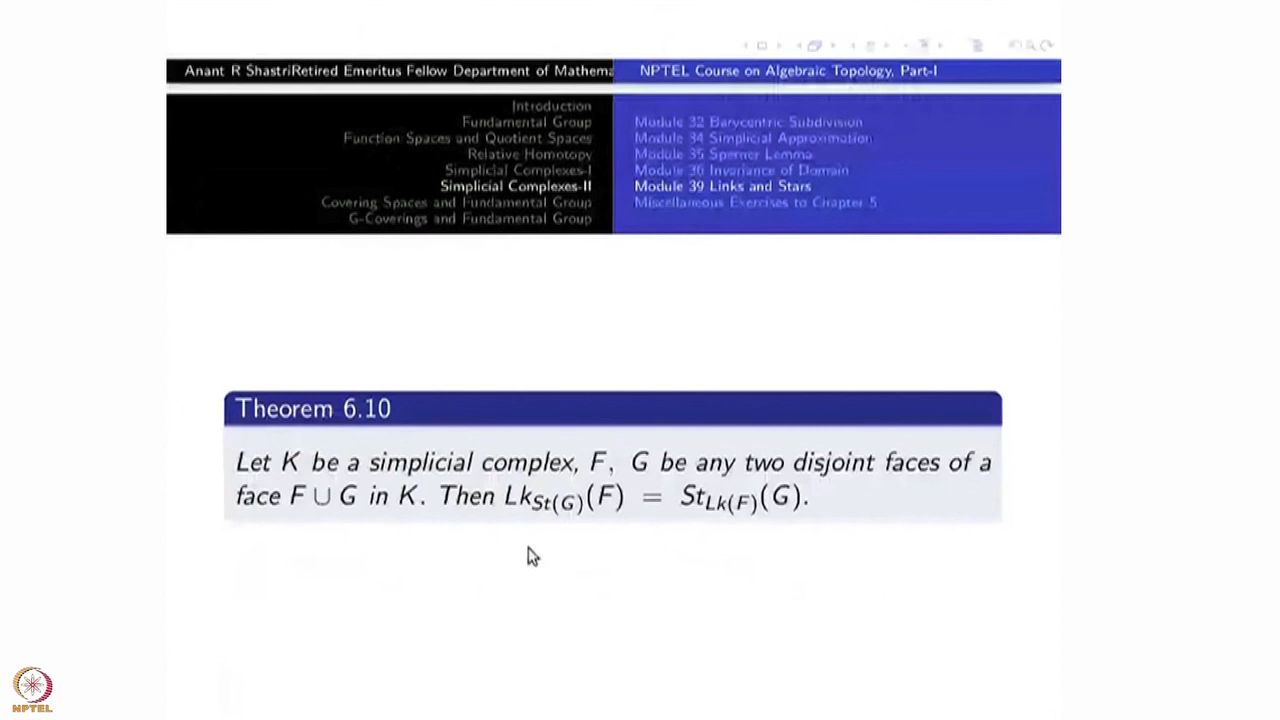 Anant R ShastriRetired Emeritus Fellow Department of Mathema
NPTEL Course on Algebraic Topology, Part-I
Introduction
Fundamental Group
Function Spaces and Quotient Spaces
Relative Homotopy
Simplicial Complexes-I
Simplicial Complexes-II
Covering Spaces and Fundamental Group
G-Coverings and Fundamental Group
Module 32 Barycentric Subdivision
Module 34 Simplicial Approximation
Module 35 Sperner Lemma
Module 36 Invariance of Domain
Module 39 Links and Stars
Miscellaneous Exercises to Chapter 5
Theorem 6.10
Let K be a simplicial complex, F, G be any two disjoint faces of a
face F ∪ G in K. Then Lk_{St(G)}(F) = St_{Lk(F)}(G).
NPTEL